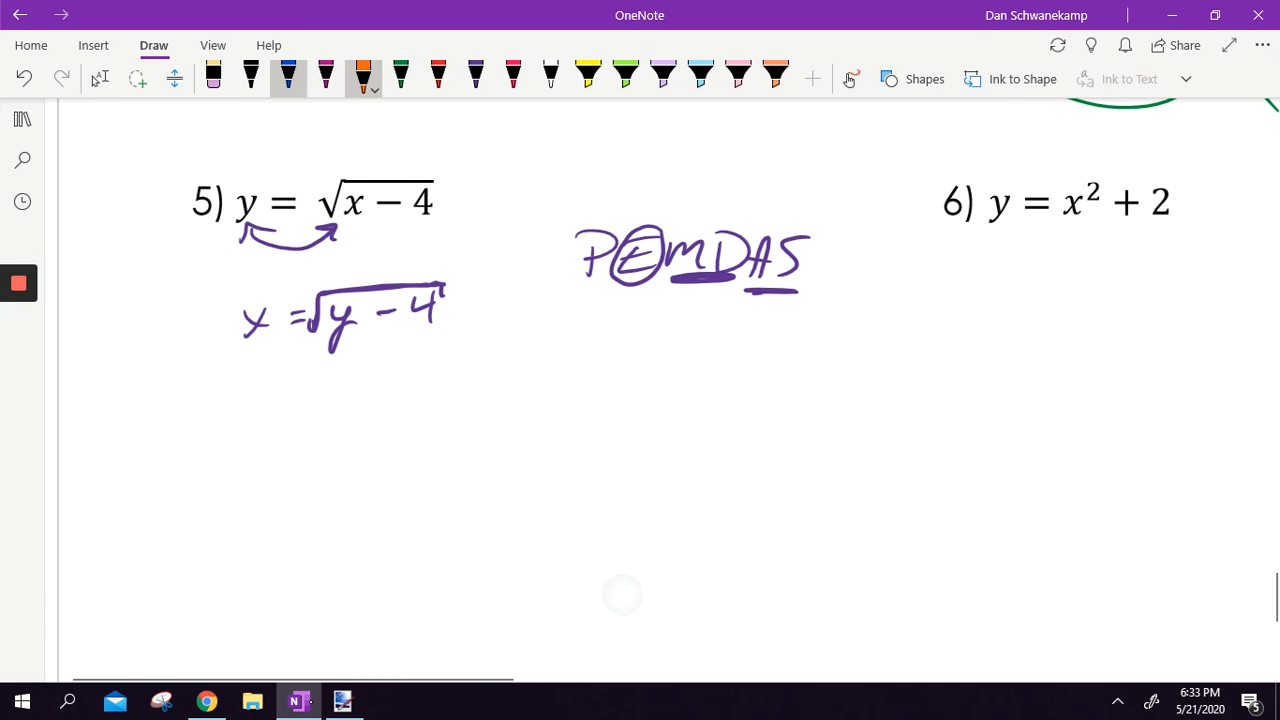 OneNote
Dan Schwanekamp
Home Insert Draw View Help
Share
Shapes
Ink to Shape
Ink to Text
5) y = √x − 4
6) y = x² + 2
PEMDAS
x = √y − 4
6:33 PM
5/21/2020
5